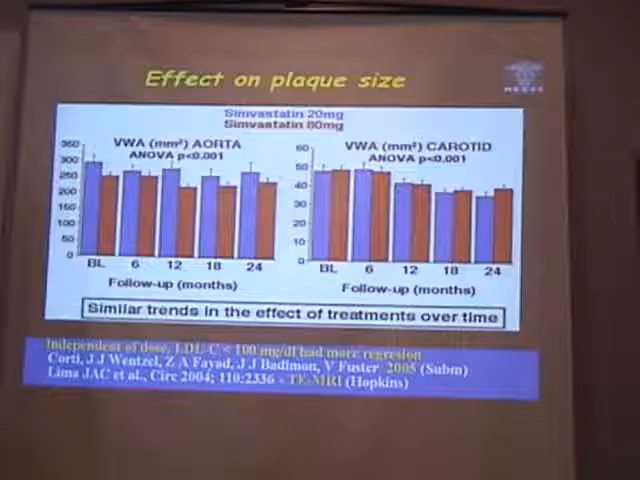 Effect on plaque size
Simvastatin 20mg
Simvastatin 80mg
VWA (mm²) AORTA
ANOVA p<0.001
350
300
250
200
150
100
50
0
BL 6 12 18 24
Follow-up (months)
VWA (mm²) CAROTID
ANOVA p<0.001
60
50
40
30
20
10
0
BL 6 12 18 24
Follow-up (months)
Similar trends in the effect of treatments over time
Independent of dose, LDL-C < 100 mg/dl had more regresion
Corti, J J Wentzel, Z A Fayad, J J Badimon, V Fuster 2005 (Subm)
Lima JAC et al., Circ 2004; 110:2336 - TE-MRI (Hopkins)